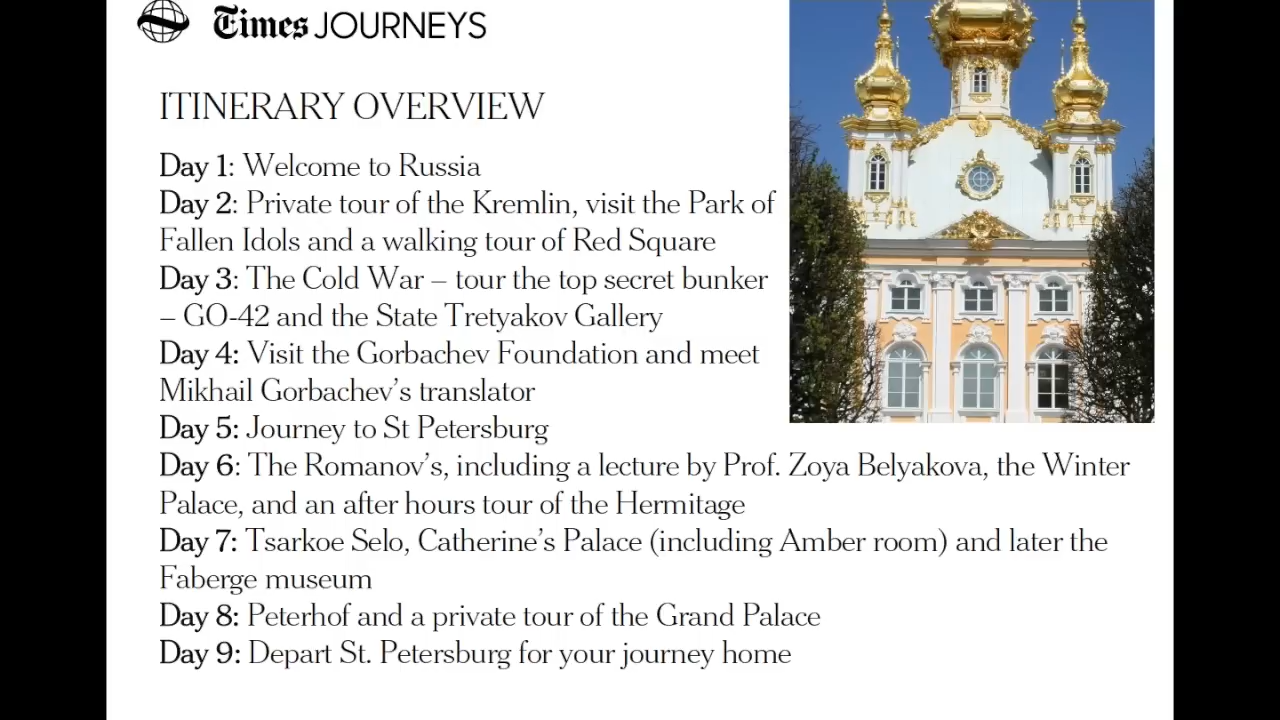 Times JOURNEYS
ITINERARY OVERVIEW
Day 1: Welcome to Russia
Day 2: Private tour of the Kremlin, visit the Park of
Fallen Idols and a walking tour of Red Square
Day 3: The Cold War – tour the top secret bunker
– GO-42 and the State Tretyakov Gallery
Day 4: Visit the Gorbachev Foundation and meet
Mikhail Gorbachev’s translator
Day 5: Journey to St Petersburg
Day 6: The Romanov’s, including a lecture by Prof. Zoya Belyakova, the Winter
Palace, and an after hours tour of the Hermitage
Day 7: Tsarkoe Selo, Catherine’s Palace (including Amber room) and later the
Faberge museum
Day 8: Peterhof and a private tour of the Grand Palace
Day 9: Depart St. Petersburg for your journey home